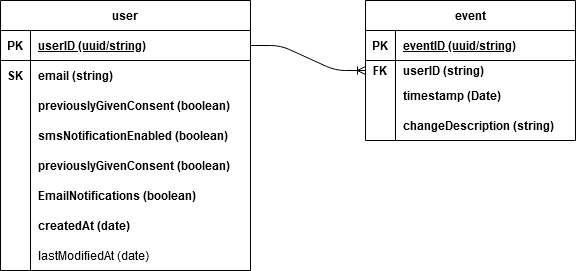 user
PK userID (uuid/string)
SK email (string)
previouslyGivenConsent (boolean)
smsNotificationEnabled (boolean)
previouslyGivenConsent (boolean)
EmailNotifications (boolean)
createdAt (date)
lastModifiedAt (date)
event
PK eventID (uuid/string)
FK userID (string)
timestamp (Date)
changeDescription (string)